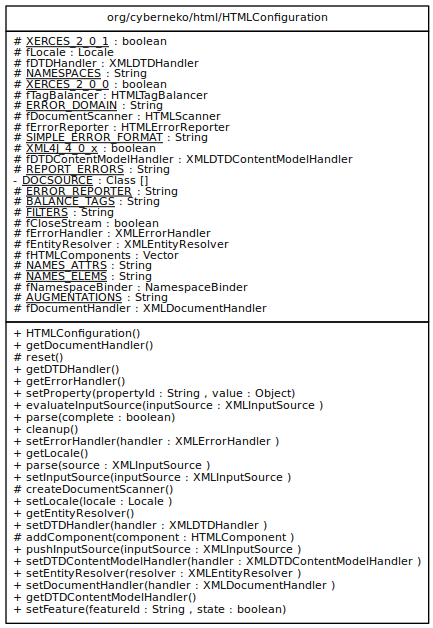 org/cyberneko/html/HTMLConfiguration
# XERCES_2_0_1 : boolean
# fLocale : Locale
# fDTDHandler : XMLDTDHandler
# NAMESPACES : String
# XERCES_2_0_0 : boolean
# fTagBalancer : HTMLTagBalancer
# ERROR_DOMAIN : String
# fDocumentScanner : HTMLScanner
# fErrorReporter : HTMLErrorReporter
# SIMPLE_ERROR_FORMAT : String
# XML4J_4_0_x : boolean
# fDTDContentModelHandler : XMLDTDContentModelHandler
# REPORT_ERRORS : String
- DOCSOURCE : Class []
# ERROR_REPORTER : String
# BALANCE_TAGS : String
# FILTERS : String
# fCloseStream : boolean
# fErrorHandler : XMLErrorHandler
# fEntityResolver : XMLEntityResolver
# fHTMLComponents : Vector
# NAMES_ATTRS : String
# NAMES_ELEMS : String
# fNamespaceBinder : NamespaceBinder
# AUGMENTATIONS : String
# fDocumentHandler : XMLDocumentHandler
+ HTMLConfiguration()
+ getDocumentHandler()
# reset()
+ getDTDHandler()
+ getErrorHandler()
+ setProperty(propertyId : String , value : Object)
+ evaluateInputSource(inputSource : XMLInputSource )
+ parse(complete : boolean)
+ cleanup()
+ setErrorHandler(handler : XMLErrorHandler )
+ getLocale()
+ parse(source : XMLInputSource )
+ setInputSource(inputSource : XMLInputSource )
# createDocumentScanner()
+ setLocale(locale : Locale )
+ getEntityResolver()
+ setDTDHandler(handler : XMLDTDHandler )
# addComponent(component : HTMLComponent )
+ pushInputSource(inputSource : XMLInputSource )
+ setDTDContentModelHandler(handler : XMLDTDContentModelHandler )
+ setEntityResolver(resolver : XMLEntityResolver )
+ setDocumentHandler(handler : XMLDocumentHandler )
+ getDTDContentModelHandler()
+ setFeature(featureId : String , state : boolean)